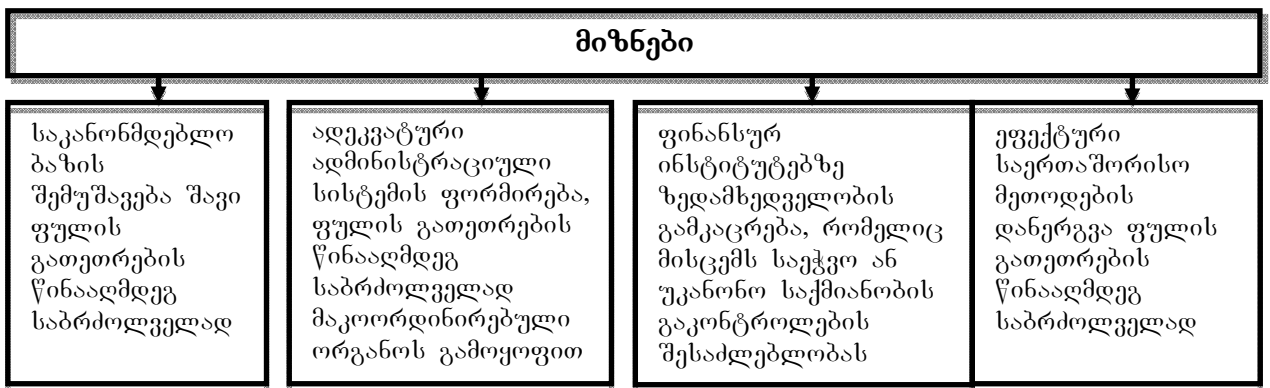 მიზნები
საკანონმდებლო
ბაზის
შემუშავება შავი
ფულის
გათეთრების
წინააღმდეგ
საბრძოლველად
ადეკვატური
ადმინისტრაციული
სისტემის ფორმირება,
ფულის გათეთრების
წინააღმდეგ
საბრძოლველად
მაკოორდინირებული
ორგანოს გამოყოფით
ფინანსურ
ინსტიტუტებზე
ზედამხედველობის
გამკაცრება, რომელიც
მისცემს საეჭვო ან
უკანონო საქმიანობის
გაკონტროლების
შესაძლებლობას
ეფექტური
საერთაშორისო
მეთოდების
დანერგვა ფულის
გათეთრების
წინააღმდეგ
საბრძოლველად